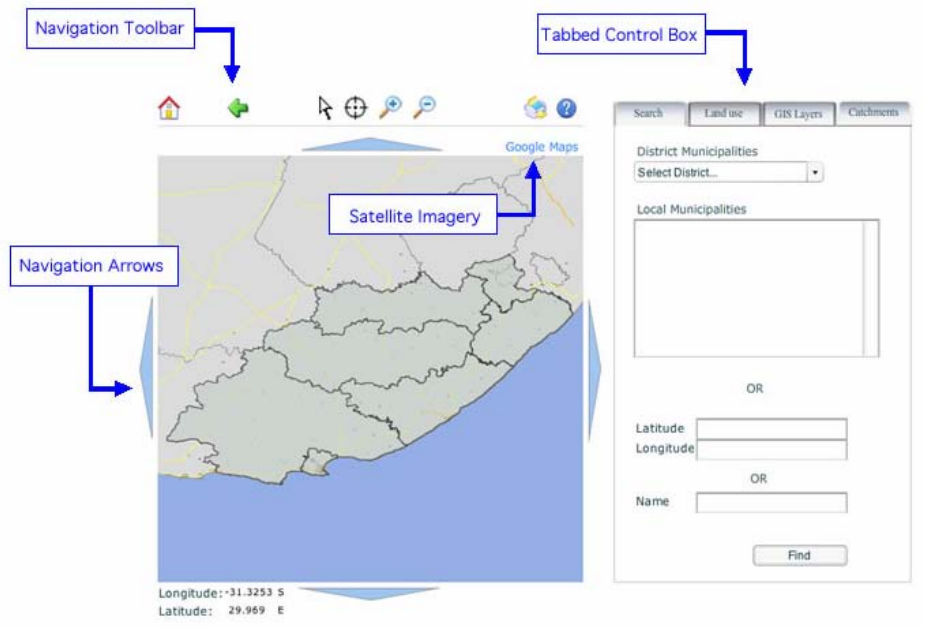 Navigation Toolbar
Tabbed Control Box
Search
Land use
GIS Layers
Catchments
Google Maps
District Municipalities
Select District...
Satellite Imagery
Local Municipalities
Navigation Arrows
OR
Latitude
Longitude
OR
Name
Find
Longitude: -31.3253 S
Latitude: 29.969 E